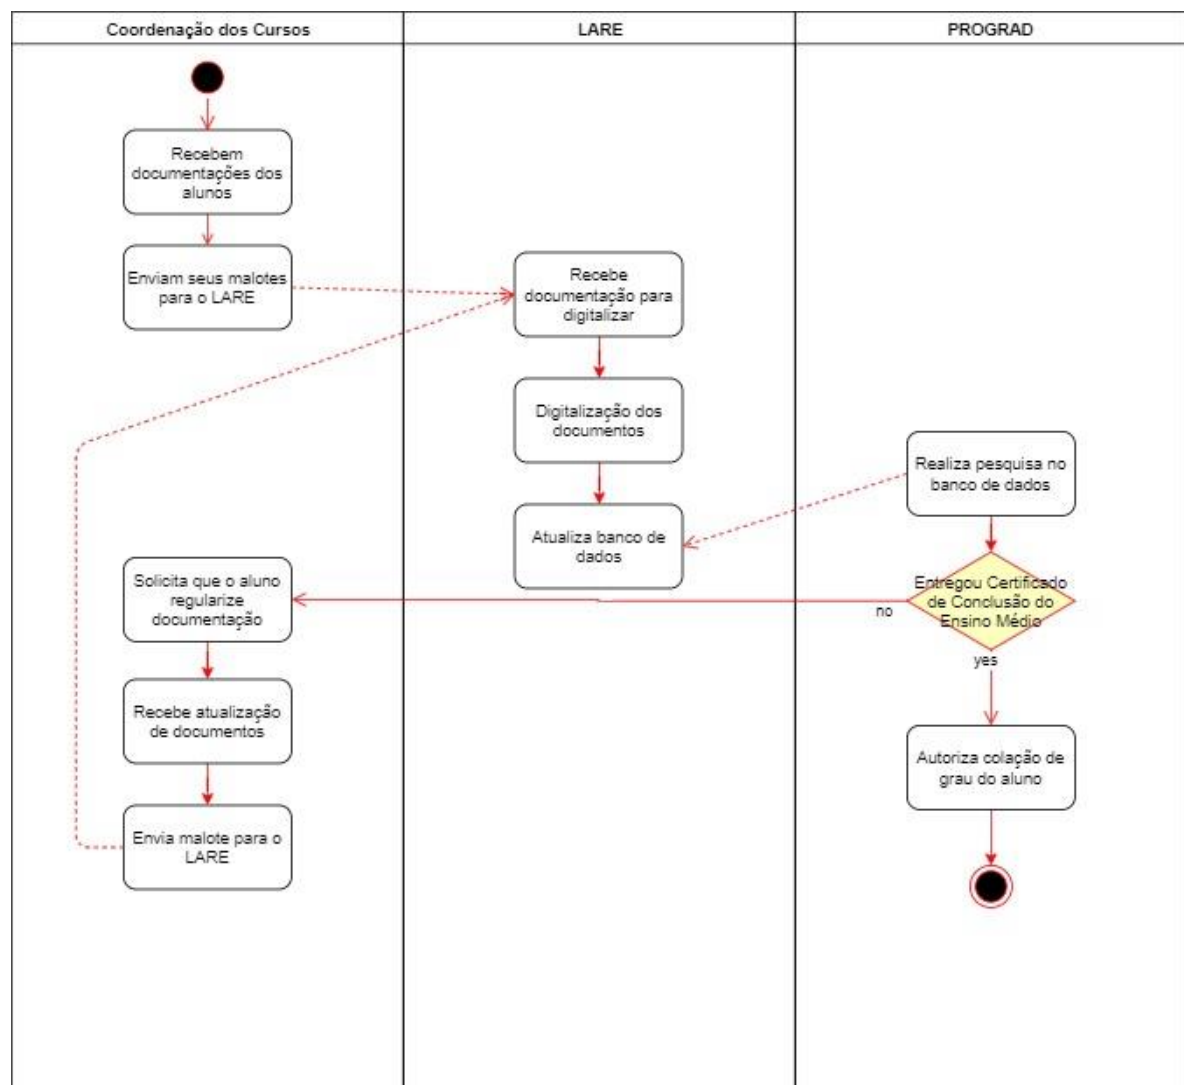 Coordenação dos Cursos
LARE
PROGRAD
Recebem
documentações dos
alunos
Enviam seus malotes
para o LARE
Recebe
documentação para
digitalizar
Digitalização dos
documentos
Atualiza banco de
dados
Realiza pesquisa no
banco de dados
Entregou Certificado
de Conclusão do
Ensino Médio
no
yes
Solicita que o aluno
regularize
documentação
Recebe atualização
de documentos
Envia malote para o
LARE
Autoriza colação de
grau do aluno